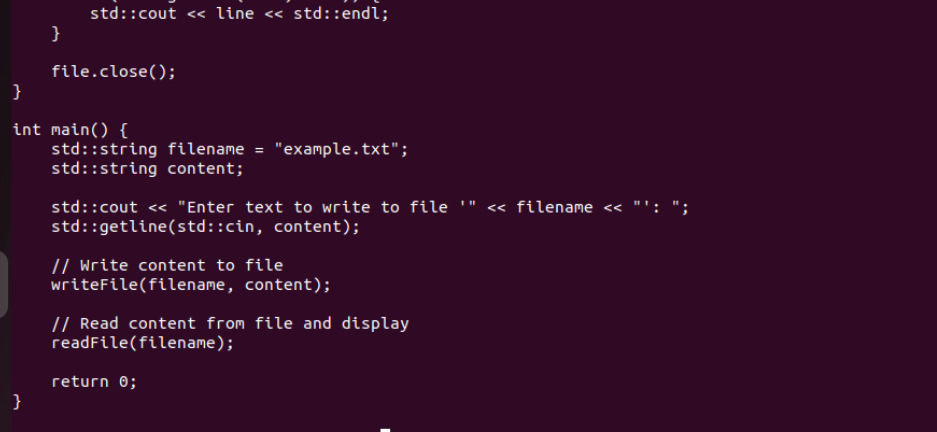 std::cout << line << std::endl;
    }

    file.close();
}

int main() {
    std::string filename = "example.txt";
    std::string content;

    std::cout << "Enter text to write to file '" << filename << "': ";
    std::getline(std::cin, content);

    // Write content to file
    writeFile(filename, content);

    // Read content from file and display
    readFile(filename);

    return 0;
}